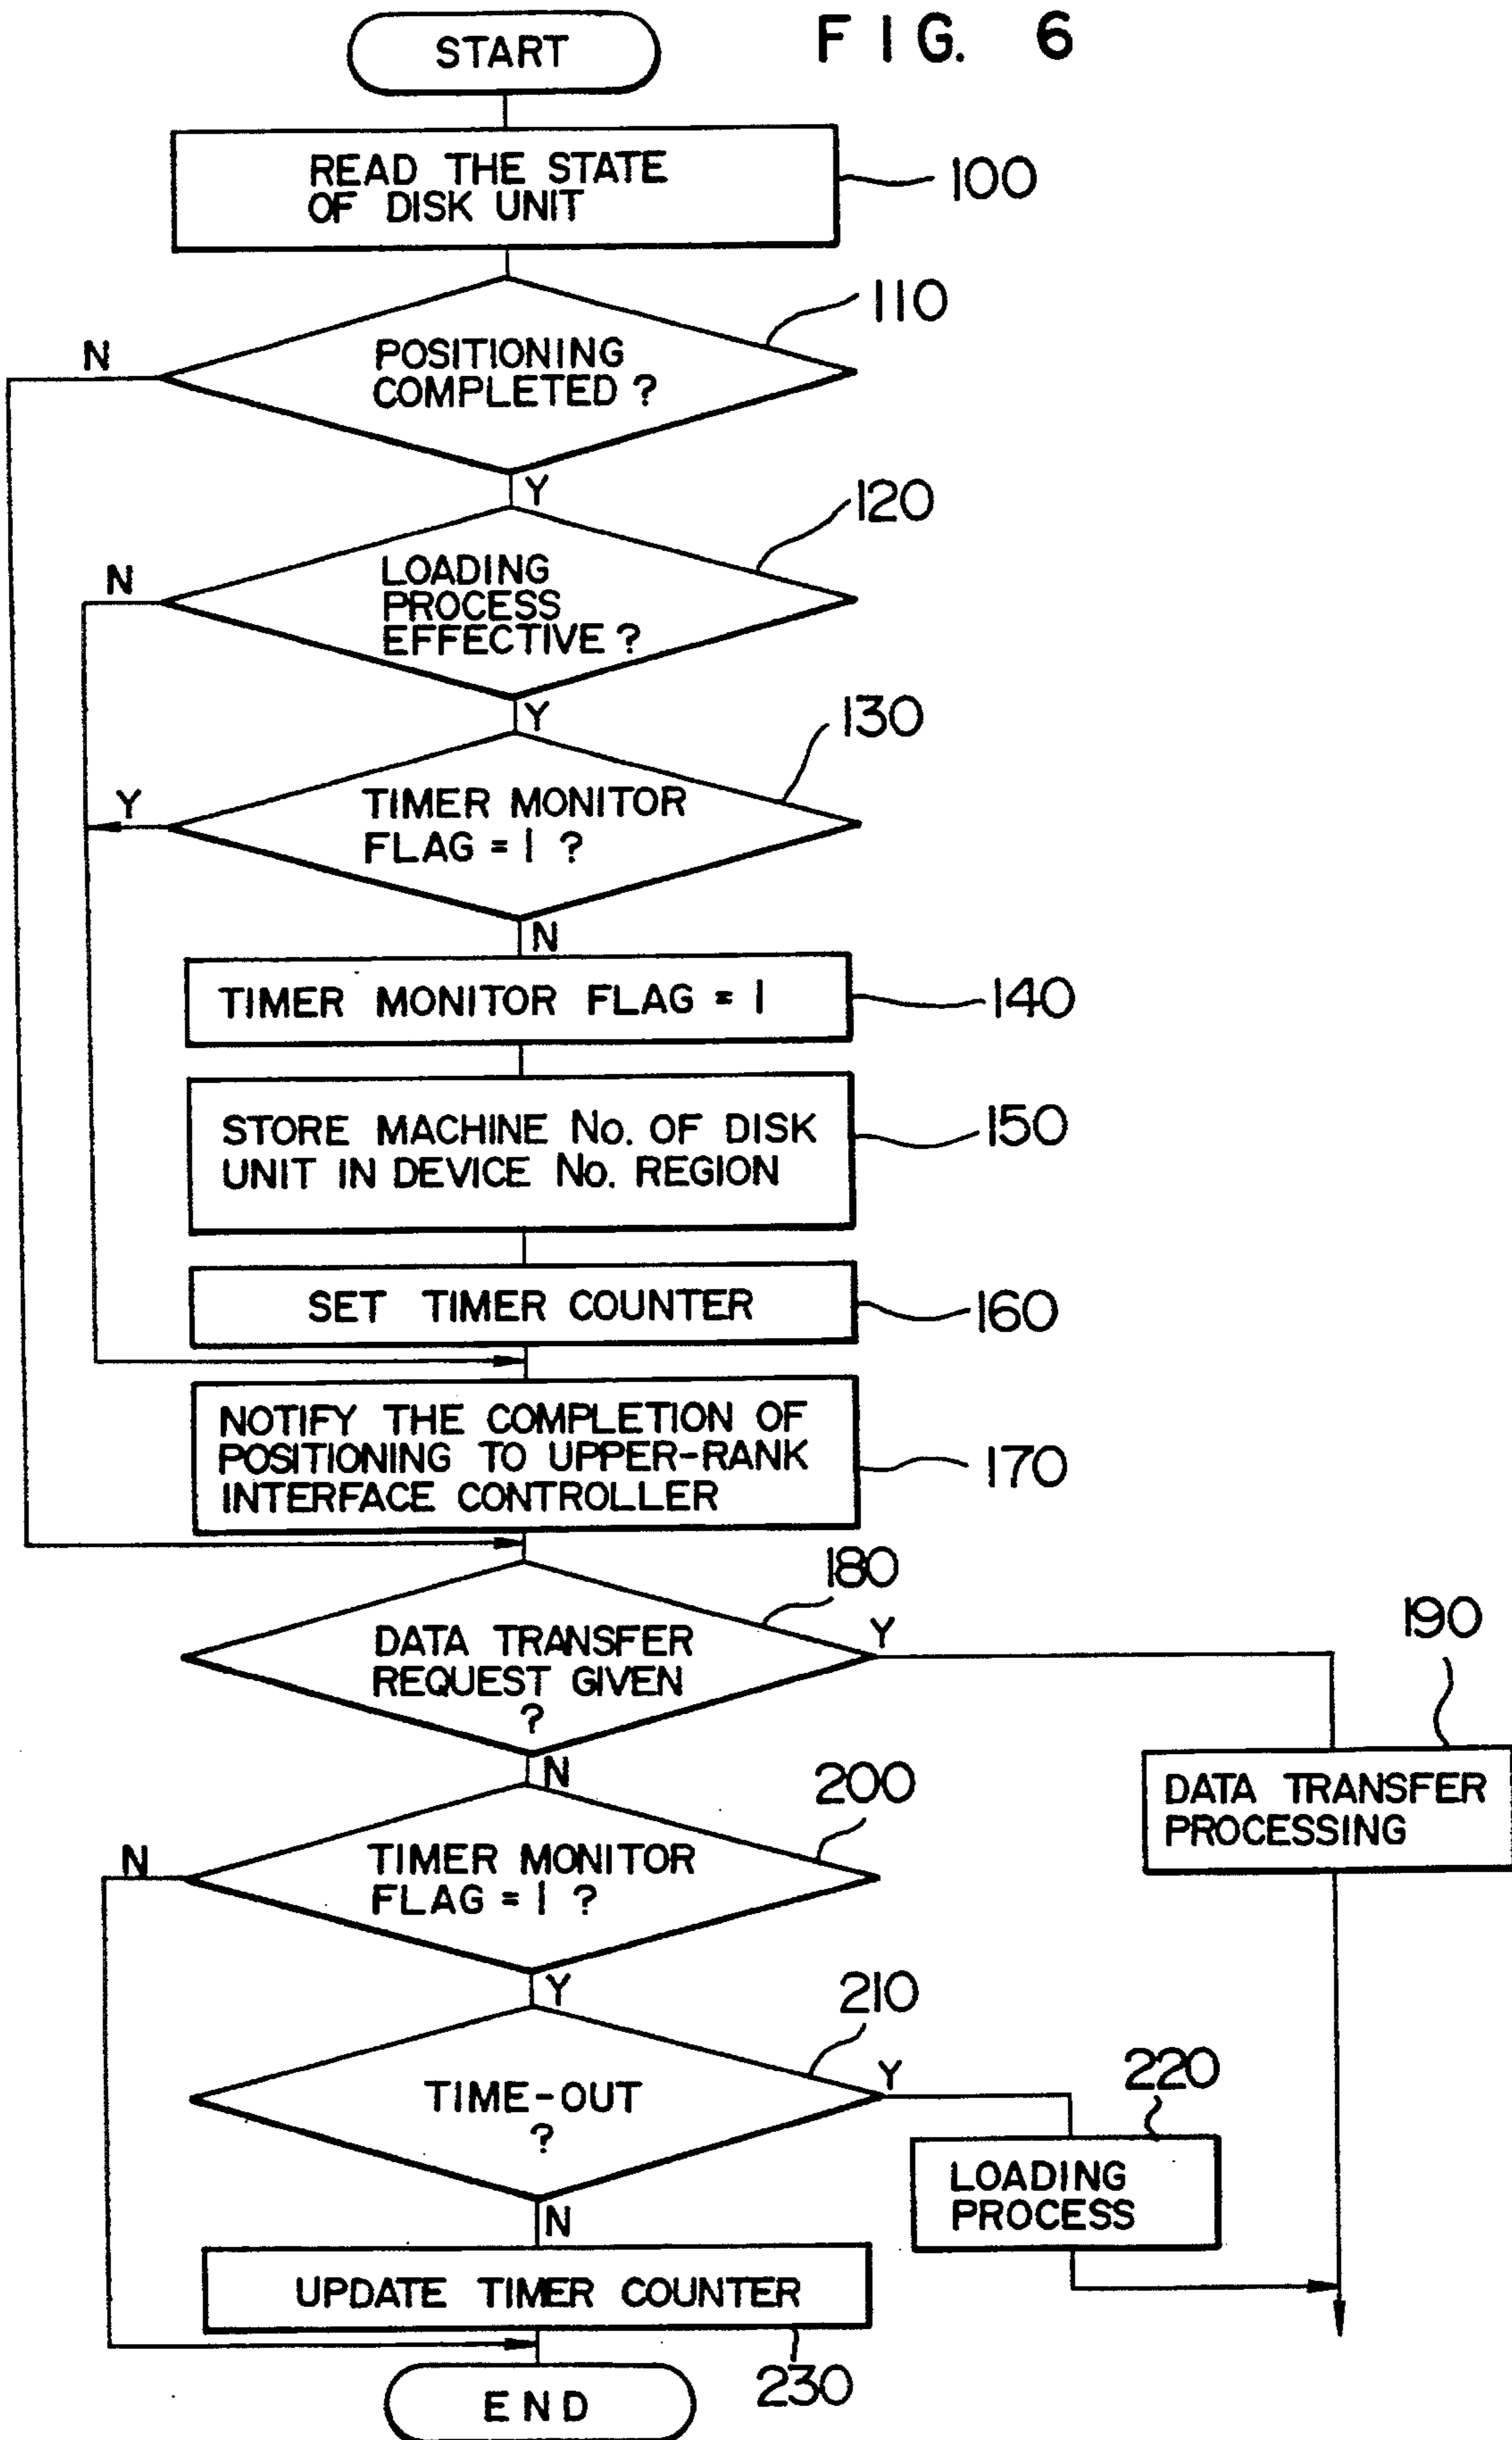 FIG. 6
START
READ THE STATE
OF DISK UNIT
100
110
POSITIONING
COMPLETED ?
N
Y
120
LOADING
PROCESS
EFFECTIVE ?
N
Y
130
TIMER MONITOR
FLAG = 1 ?
Y
N
TIMER MONITOR FLAG = 1
140
STORE MACHINE No. OF DISK
UNIT IN DEVICE No. REGION
150
SET TIMER COUNTER
160
NOTIFY THE COMPLETION OF
POSITIONING TO UPPER-RANK
INTERFACE CONTROLLER
170
180
DATA TRANSFER
REQUEST GIVEN
?
Y
N
190
DATA TRANSFER
PROCESSING
200
TIMER MONITOR
FLAG = 1 ?
N
Y
210
TIME-OUT
?
Y
N
220
LOADING
PROCESS
UPDATE TIMER COUNTER
230
END